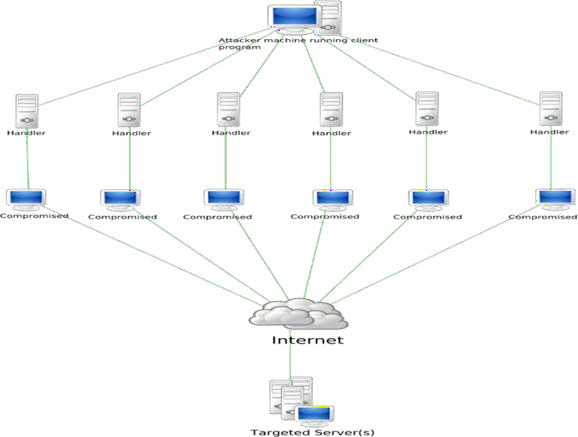 Attacker machine running client
program
Handler
Handler
Handler
Handler
Handler
Handler
Compromised
Compromised
Compromised
Compromised
Compromised
Compromised
Internet
Targeted Server(s)